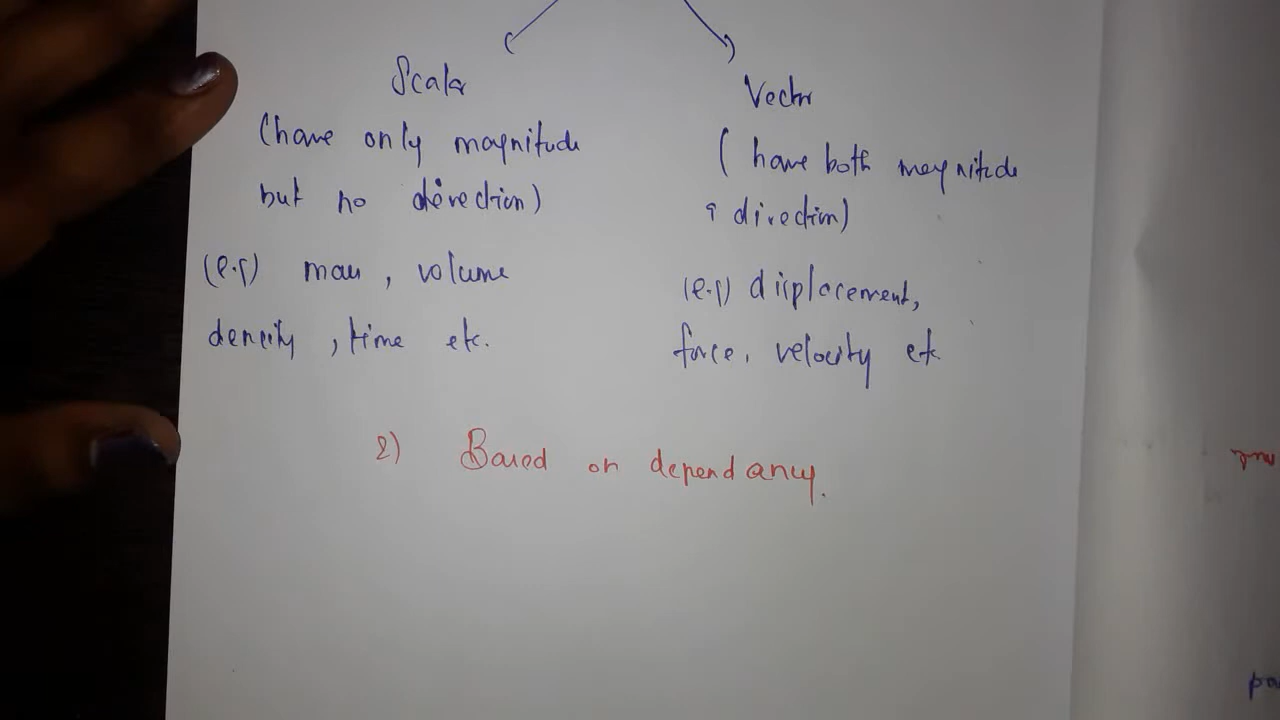 Scalar
(have only magnitude
but no direction)
(e.g) mass, volume
density, time etc.
Vector
(have both magnitude
& direction)
(e.g) displacement,
force, velocity etc
2) Based on dependancy.